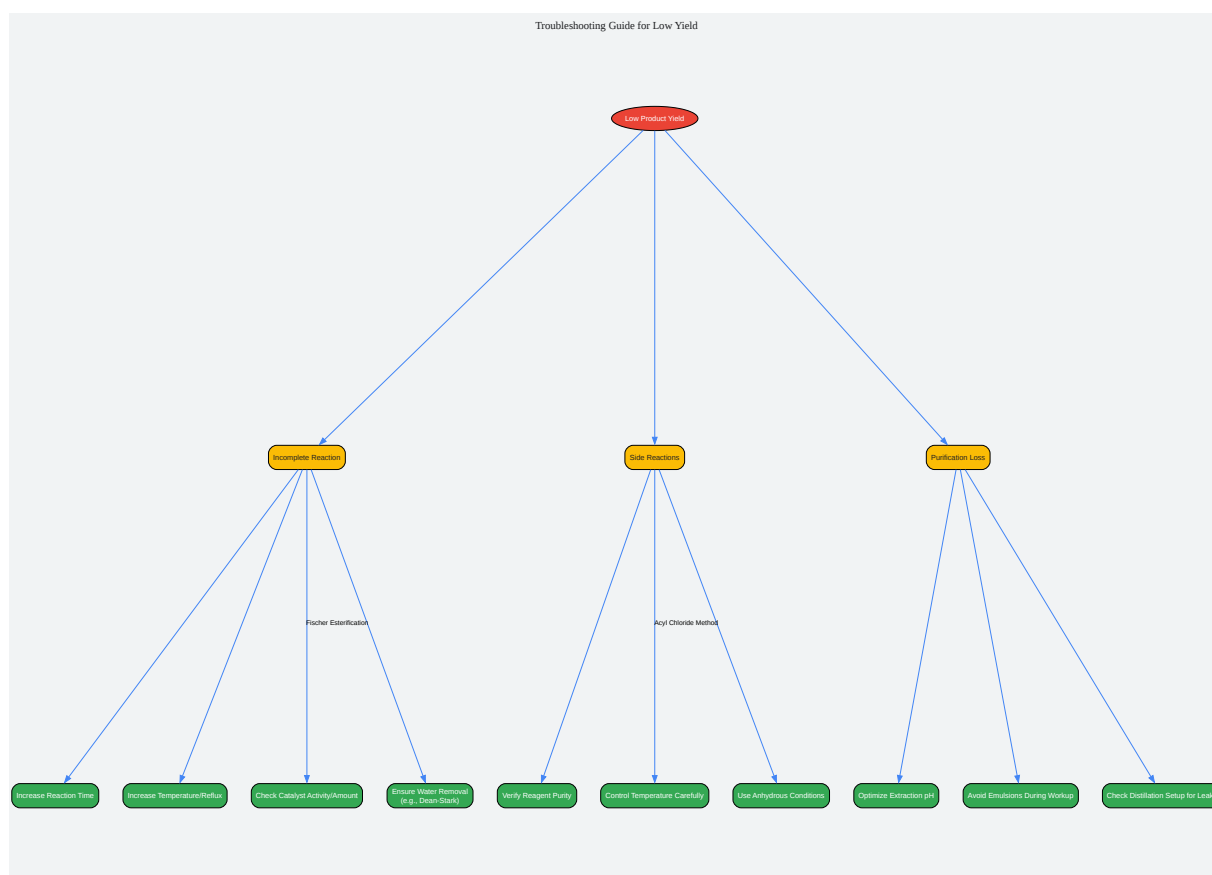 Troubleshooting Guide for Low Yield
Low Product Yield
Incomplete Reaction
Side Reactions
Purification Loss
Fischer Esterification
Acyl Chloride Method
Increase Reaction Time
Increase Temperature/Reflux
Check Catalyst Activity/Amount
Ensure Water Removal
(e.g., Dean-Stark)
Verify Reagent Purity
Control Temperature Carefully
Use Anhydrous Conditions
Optimize Extraction pH
Avoid Emulsions During Workup
Check Distillation Setup for Leak